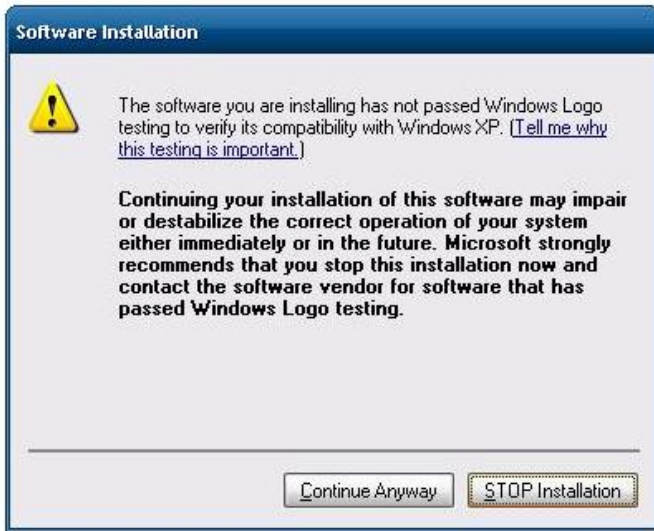 Software Installation
The software you are installing has not passed Windows Logo
testing to verify its compatibility with Windows XP. (Tell me why
this testing is important.)
Continuing your installation of this software may impair
or destabilize the correct operation of your system
either immediately or in the future. Microsoft strongly
recommends that you stop this installation now and
contact the software vendor for software that has
passed Windows Logo testing.
Continue Anyway
STOP Installation